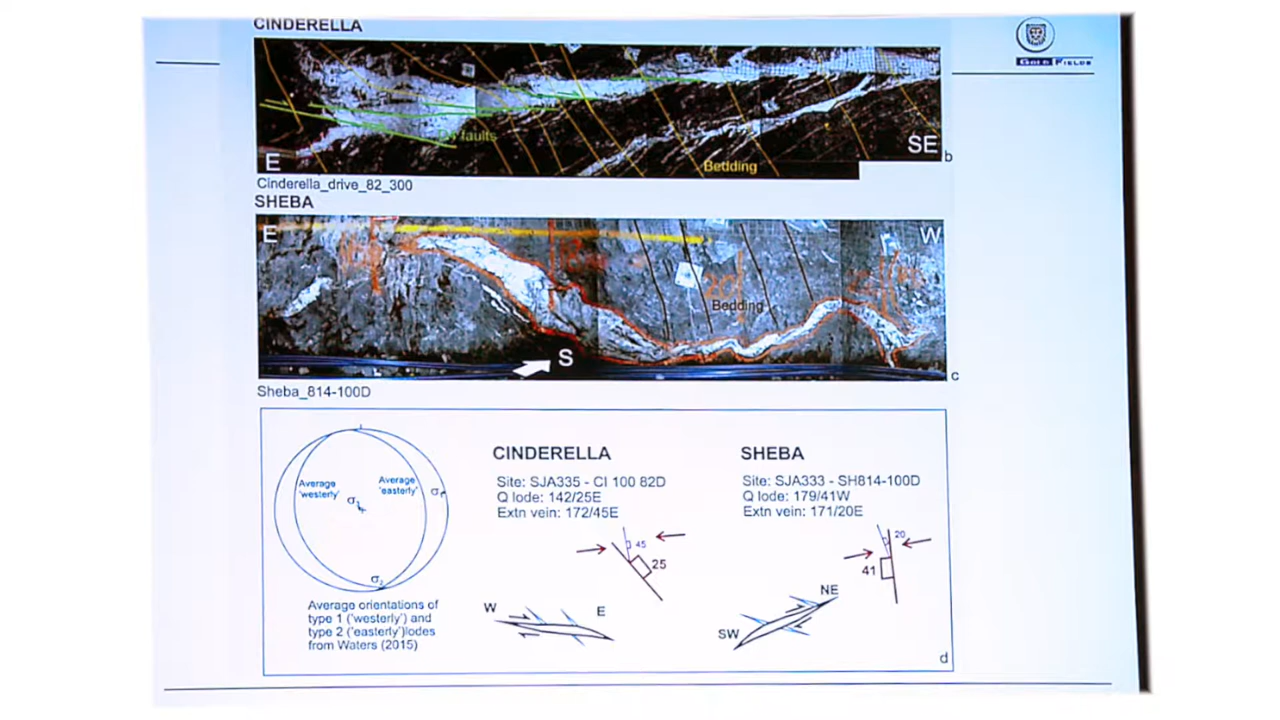 CINDERELLA
GOLD FIELDS
faults
Bedding
E
SE
b
Cinderella_drive_82_300
SHEBA
E
W
20
Bedding
S
c
Sheba_814-100D
Average
'westerly'
Average
'easterly'
σ1
σ3
σ2
Average orientations of
type 1 ('westerly') and
type 2 ('easterly')lodes
from Waters (2015)
CINDERELLA
Site: SJA335 - CI 100 82D
Q lode: 142/25E
Extn vein: 172/45E
45
25
W
E
SHEBA
Site: SJA333 - SH814-100D
Q lode: 179/41W
Extn vein: 171/20E
20
41
NE
SW
d